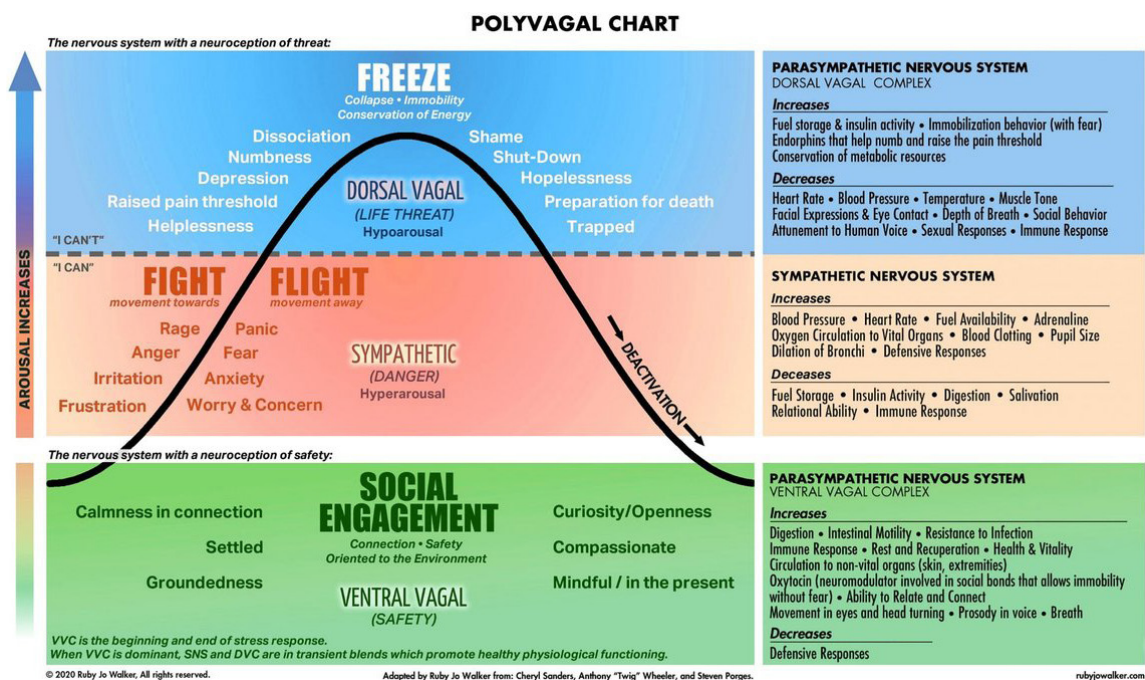 POLYVAGAL CHART
The nervous system with a neuroception of threat:
AROUSAL INCREASES
FREEZE
Collapse • Immobility
Conservation of Energy
Dissociation
Numbness
Depression
Raised pain threshold
Helplessness
Shame
Shut-Down
Hopelessness
Preparation for death
Trapped
DORSAL VAGAL
(LIFE THREAT)
Hypoarousal
"I CAN'T"
"I CAN"
FIGHT
movement towards
FLIGHT
movement away
Rage
Anger
Irritation
Frustration
Panic
Fear
Anxiety
Worry & Concern
SYMPATHETIC
(DANGER)
Hyperarousal
DEACTIVATION
The nervous system with a neuroception of safety:
SOCIAL
ENGAGEMENT
Connection • Safety
Oriented to the Environment
Calmness in connection
Settled
Groundedness
Curiosity/Openness
Compassionate
Mindful / in the present
VENTRAL VAGAL
(SAFETY)
VVC is the beginning and end of stress response.
When VVC is dominant, SNS and DVC are in transient blends which promote healthy physiological functioning.
PARASYMPATHETIC NERVOUS SYSTEM
DORSAL VAGAL COMPLEX
Increases
Fuel storage & insulin activity • Immobilization behavior (with fear)
Endorphins that help numb and raise the pain threshold
Conservation of metabolic resources
Decreases
Heart Rate • Blood Pressure • Temperature • Muscle Tone
Facial Expressions & Eye Contact • Depth of Breath • Social Behavior
Attunement to Human Voice • Sexual Responses • Immune Response
SYMPATHETIC NERVOUS SYSTEM
Increases
Blood Pressure • Heart Rate • Fuel Availability • Adrenaline
Oxygen Circulation to Vital Organs • Blood Clotting • Pupil Size
Dilation of Bronchi • Defensive Responses
Deceases
Fuel Storage • Insulin Activity • Digestion • Salivation
Relational Ability • Immune Response
PARASYMPATHETIC NERVOUS SYSTEM
VENTRAL VAGAL COMPLEX
Increases
Digestion • Intestinal Motility • Resistance to Infection
Immune Response • Rest and Recuperation • Health & Vitality
Circulation to non-vital organs (skin, extremities)
Oxytocin (neuromodulator involved in social bonds that allows immobility
without fear) • Ability to Relate and Connect
Movement in eyes and head turning • Prosody in voice • Breath
Decreases
Defensive Responses
© 2020 Ruby Jo Walker, All rights reserved.
Adapted by Ruby Jo Walker from: Cheryl Sanders, Anthony "Twig" Wheeler, and Steven Porges.
rubyjowalker.com